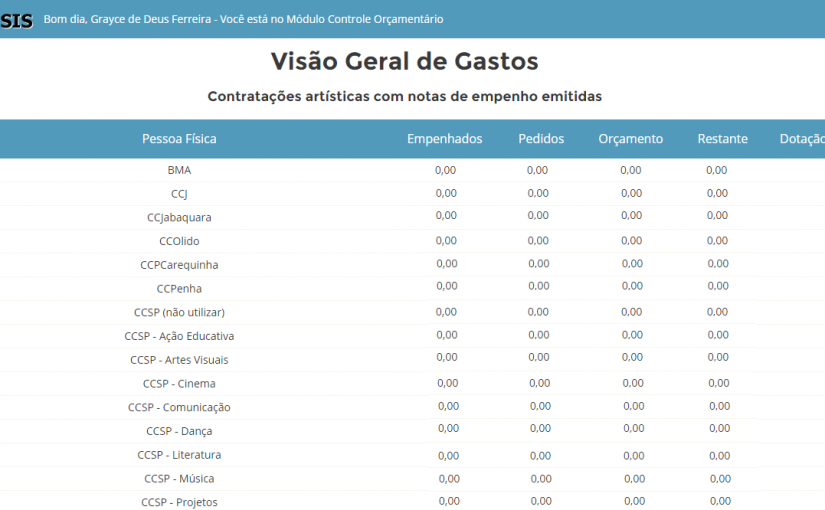 SIS Bom dia, Grayce de Deus Ferreira - Você está no Módulo Controle Orçamentário
Visão Geral de Gastos
Contratações artísticas com notas de empenho emitidas
Pessoa Física Empenhados Pedidos Orçamento Restante Dotação
BMA 0,00 0,00 0,00 0,00
CCJ 0,00 0,00 0,00 0,00
CCJabaquara 0,00 0,00 0,00 0,00
CCOlido 0,00 0,00 0,00 0,00
CCPCarequinha 0,00 0,00 0,00 0,00
CCPenha 0,00 0,00 0,00 0,00
CCSP (não utilizar) 0,00 0,00 0,00 0,00
CCSP - Ação Educativa 0,00 0,00 0,00 0,00
CCSP - Artes Visuais 0,00 0,00 0,00 0,00
CCSP - Cinema 0,00 0,00 0,00 0,00
CCSP - Comunicação 0,00 0,00 0,00 0,00
CCSP - Dança 0,00 0,00 0,00 0,00
CCSP - Literatura 0,00 0,00 0,00 0,00
CCSP - Música 0,00 0,00 0,00 0,00
CCSP - Projetos 0,00 0,00 0,00 0,00